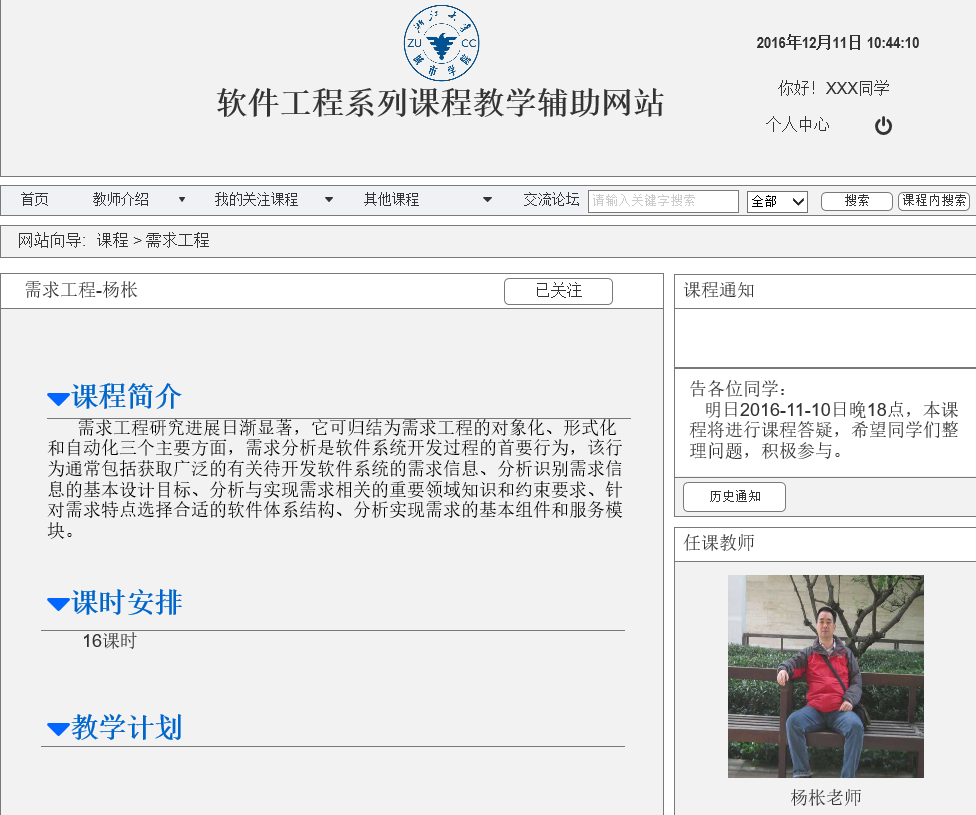 浙江大学
ZU CC
城市学院
2016年12月11日 10:44:10
软件工程系列课程教学辅助网站
你好！XXX同学
个人中心
首页 教师介绍 我的关注课程 其他课程 交流论坛 请输入关键字搜索 全部 搜索 课程内搜索
网站向导: 课程 > 需求工程
需求工程-杨枨 已关注
课程简介
需求工程研究进展日渐显著，它可归结为需求工程的对象化、形式化
和自动化三个主要方面，需求分析是软件系统开发过程的首要行为，该行
为通常包括获取广泛的有关待开发软件系统的需求信息、分析识别需求信
息的基本设计目标、分析与实现需求相关的重要领域知识和约束要求、针
对需求特点选择合适的软件体系结构、分析实现需求的基本组件和服务模
块。
课时安排
16课时
教学计划
课程通知
告各位同学:
明日2016-11-10日晚18点，本课
程将进行课程答疑，希望同学们整
理问题，积极参与。
历史通知
任课教师
杨枨老师